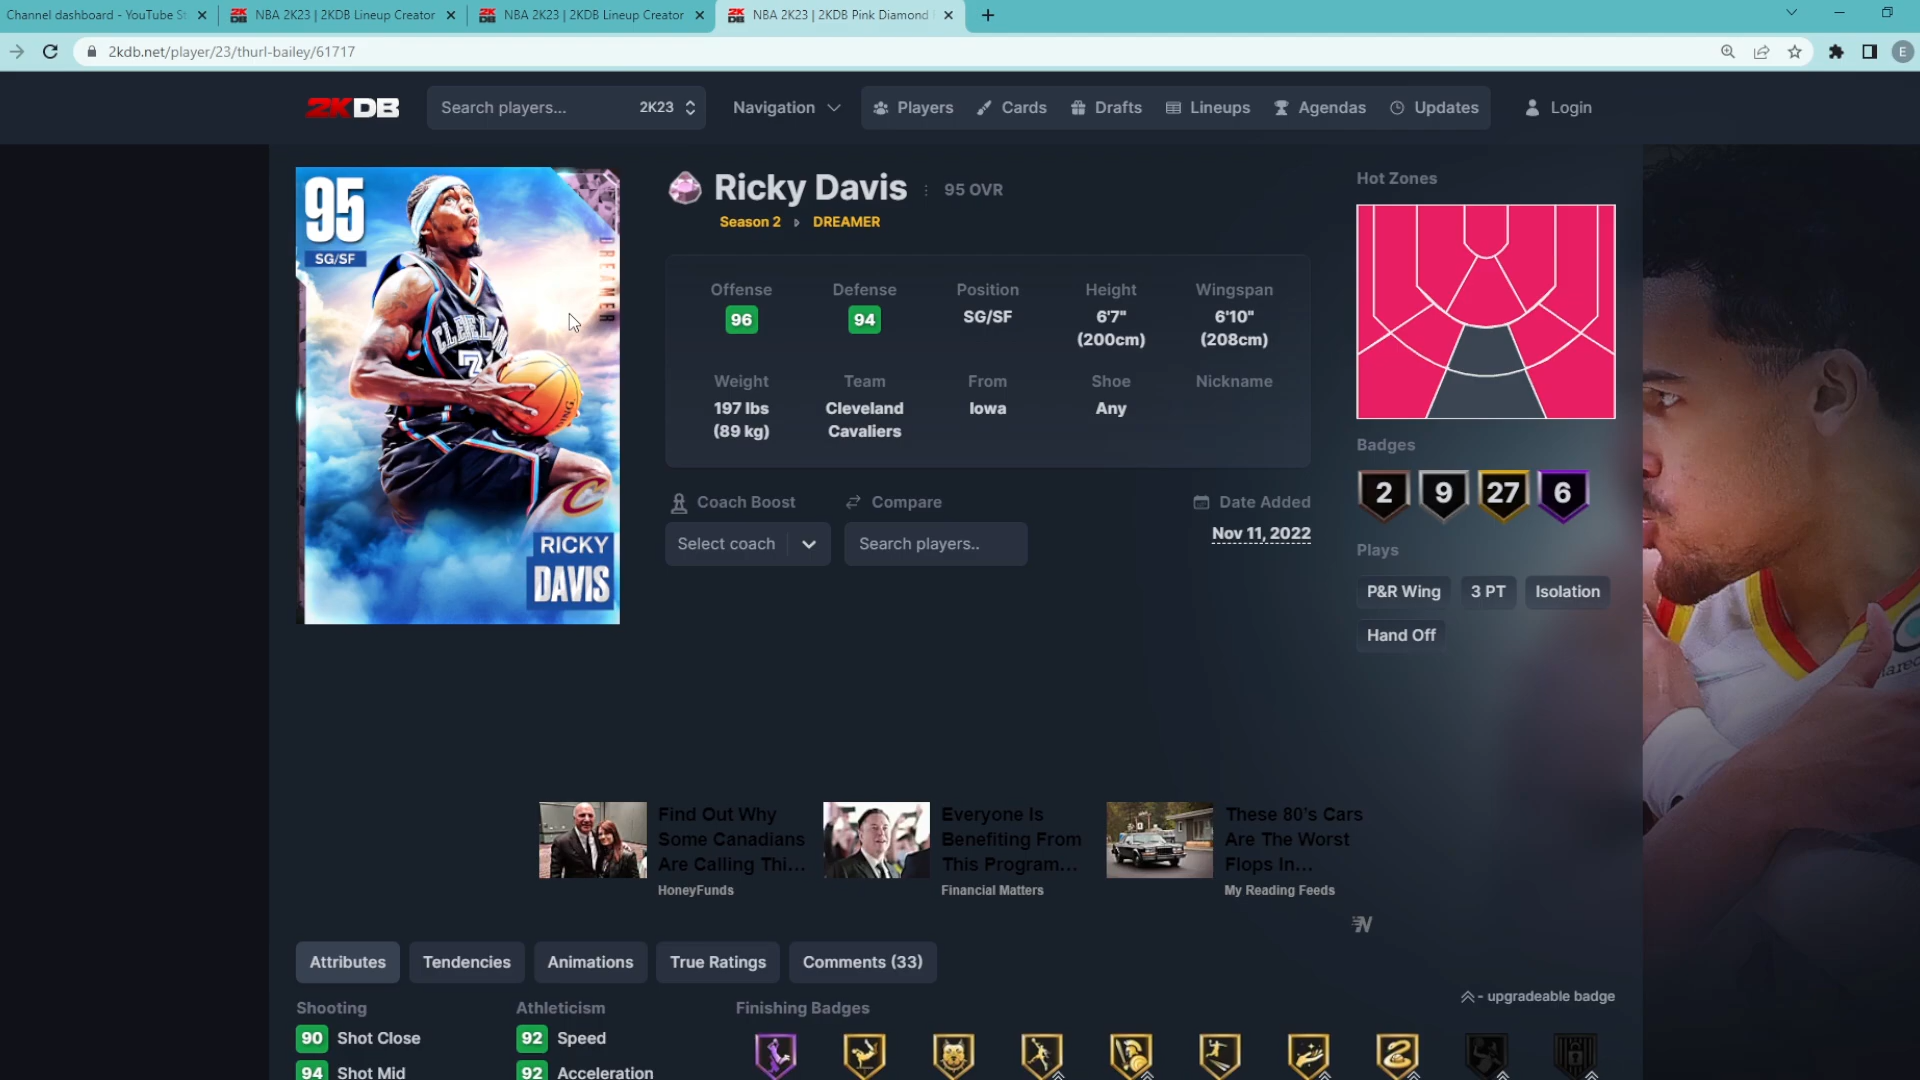 Channel dashboard - YouTube St
NBA 2K23 | 2KDB Lineup Creator
NBA 2K23 | 2KDB Lineup Creator
NBA 2K23 | 2KDB Pink Diamond
2kdb.net/player/23/thurl-bailey/61717
E
2KDB
Search players...
2K23
Navigation
Players
Cards
Drafts
Lineups
Agendas
Updates
Login
95
SG/SF
DREAMER
CLEVELAN
7
RICKY
DAVIS
Ricky Davis : 95 OVR
Season 2 DREAMER
Offense
Defense
Position
Height
Wingspan
96
94
SG/SF
6'7"
(200cm)
6'10"
(208cm)
Weight
Team
From
Shoe
Nickname
197 lbs
(89 kg)
Cleveland
Cavaliers
Iowa
Any
Coach Boost
Compare
Date Added
Select coach
Search players..
Nov 11, 2022
Hot Zones
Badges
2
9
27
6
Plays
P&R Wing
3 PT
Isolation
Hand Off
Find Out Why
Some Canadians
Are Calling Thi...
HoneyFunds
Everyone Is
Benefiting From
This Program...
Financial Matters
These 80's Cars
Are The Worst
Flops In...
My Reading Feeds
Attributes
Tendencies
Animations
True Ratings
Comments (33)
- upgradeable badge
Shooting
Athleticism
Finishing Badges
90 Shot Close
92 Speed
94 Shot Mid
92 Acceleration